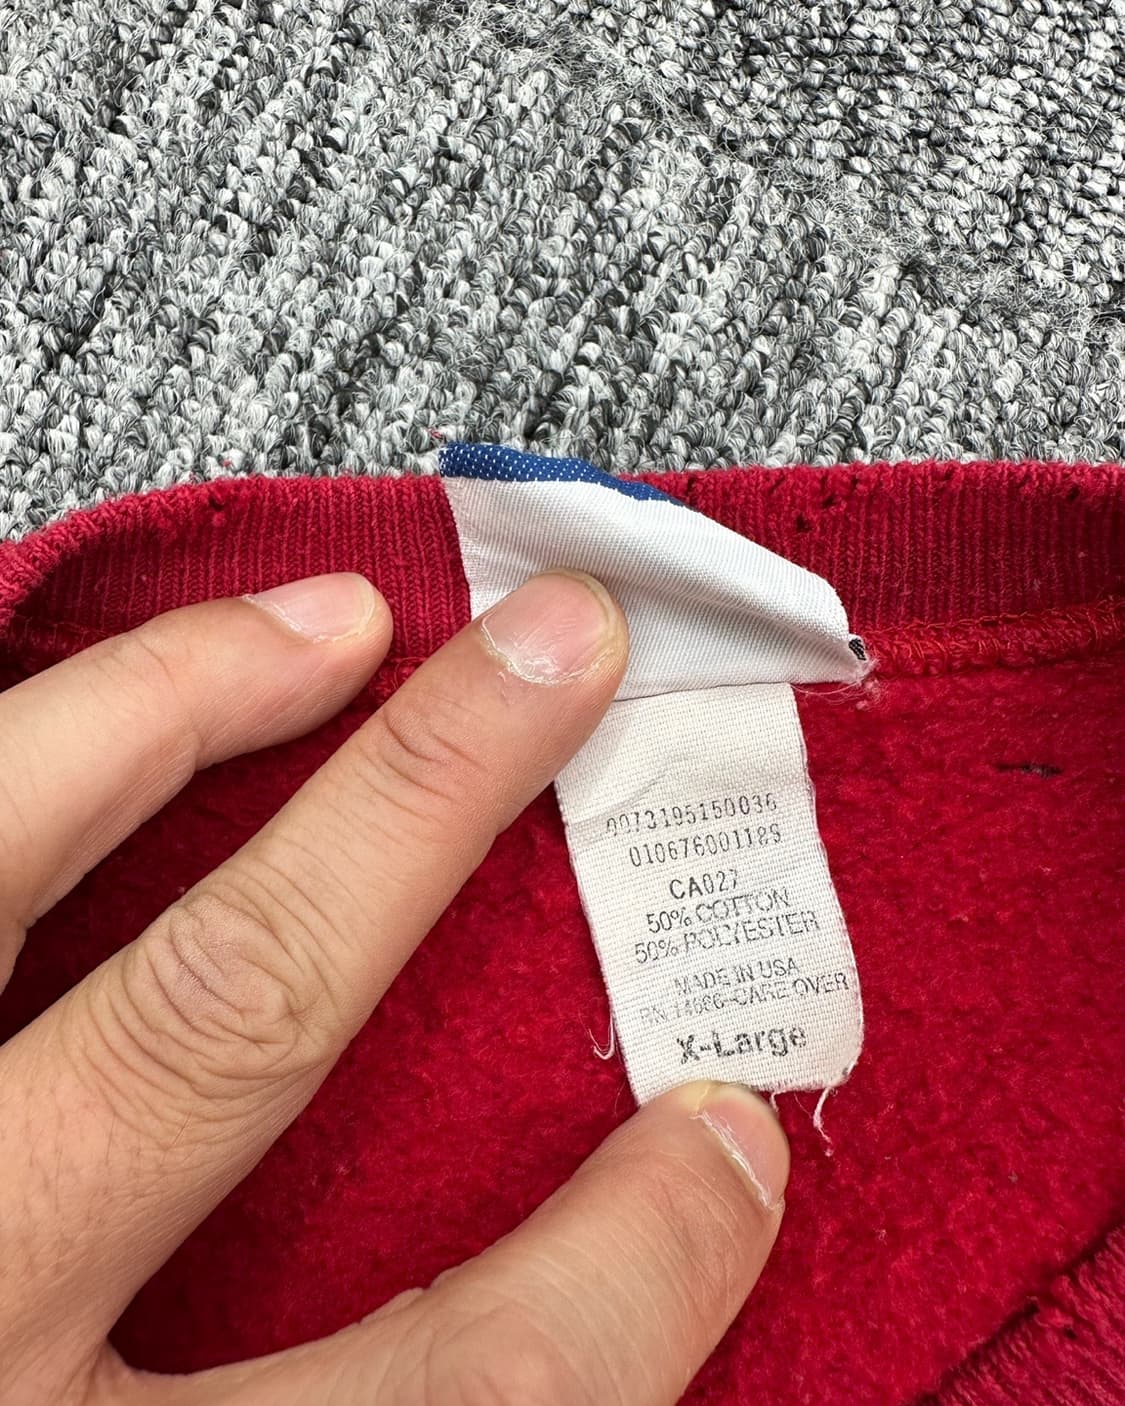 0073195150036
010676001189
CA027
50% COTTON
50% POLYESTER
MADE IN USA
RN 74066-CARE OVER
X-Large